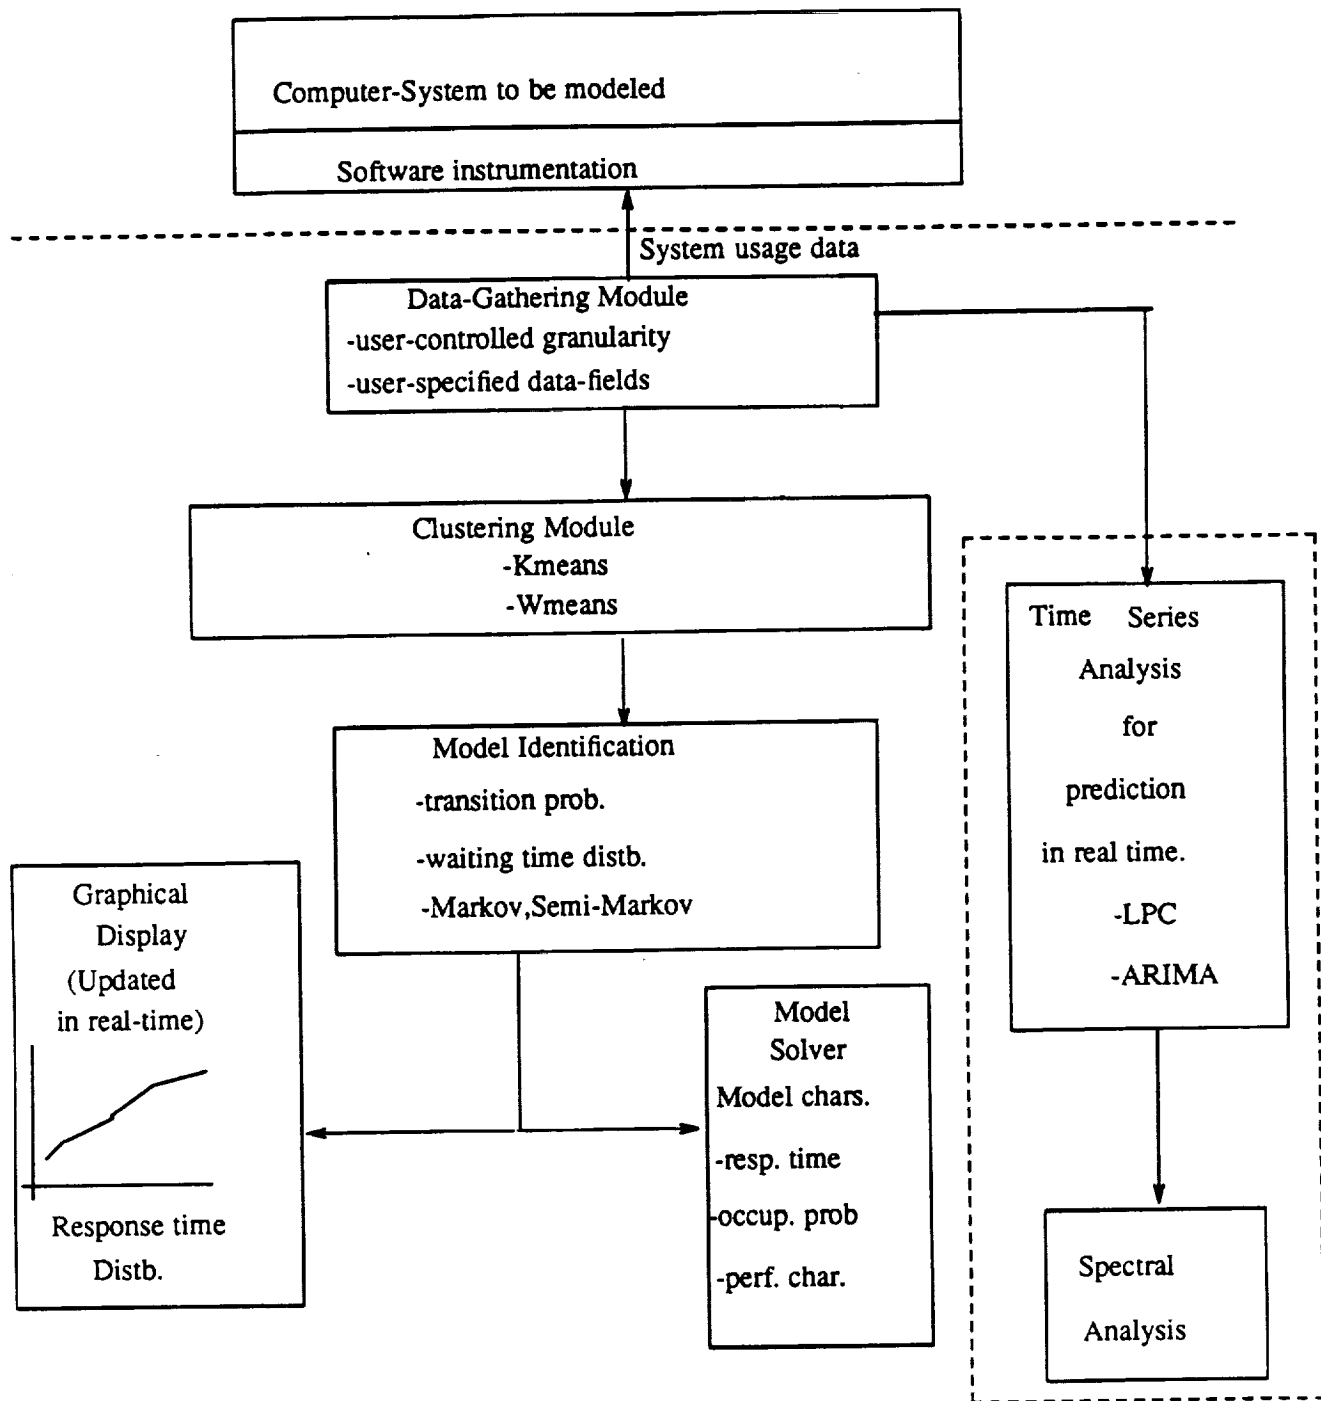 Computer-System to be modeled
Software instrumentation
System usage data
Data-Gathering Module
-user-controlled granularity
-user-specified data-fields
Clustering Module
-Kmeans
-Wmeans
Model Identification
-transition prob.
-waiting time distb.
-Markov,Semi-Markov
Graphical
Display
(Updated
in real-time)
Response time
Distb.
Model
Solver
Model chars.
-resp. time
-occup. prob
-perf. char.
Time Series
Analysis
for
prediction
in real time.
-LPC
-ARIMA
Spectral
Analysis